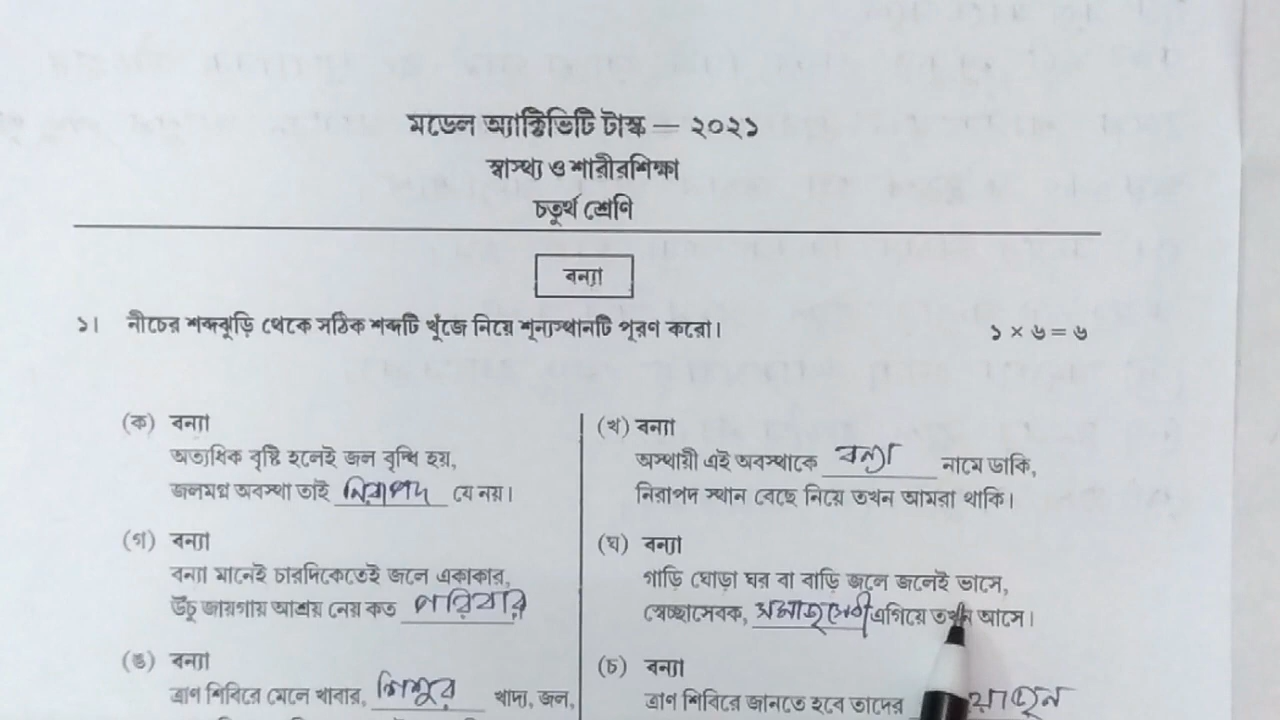 মডেল অ্যাক্টিভিটি টাস্ক — ২০২১
স্বাস্থ্য ও শারীরশিক্ষা
চতুর্থ শ্রেণি
বন্যা
১। নীচের শব্দঝুড়ি থেকে সঠিক শব্দটি খুঁজে নিয়ে শূন্যস্থানটি পূরণ করো। ১ × ৬ = ৬
(ক) বন্যা
অত্যধিক বৃষ্টি হলেই জল বৃদ্ধি হয়,
জলমগ্ন অবস্থা তাই নিরাপদ যে নয়।
(খ) বন্যা
অস্থায়ী এই অবস্থাকে বন্যা নামে ডাকি,
নিরাপদ স্থান বেছে নিয়ে তখন আমরা থাকি।
(গ) বন্যা
বন্যা মানেই চারদিকেতেই জলে একাকার,
উঁচু জায়গায় আশ্রয় নেয় কত পরিবার
(ঘ) বন্যা
গাড়ি ঘোড়া ঘর বা বাড়ি জলে জলেই ভাসে,
স্বেচ্ছাসেবক, সমাজসেবী এগিয়ে তখন আসে।
(ঙ) বন্যা
ত্রাণ শিবিরে মেলে খাবার, শিশুর খাদ্য, জল,
(চ) বন্যা
ত্রাণ শিবিরে জানতে হবে তাদের